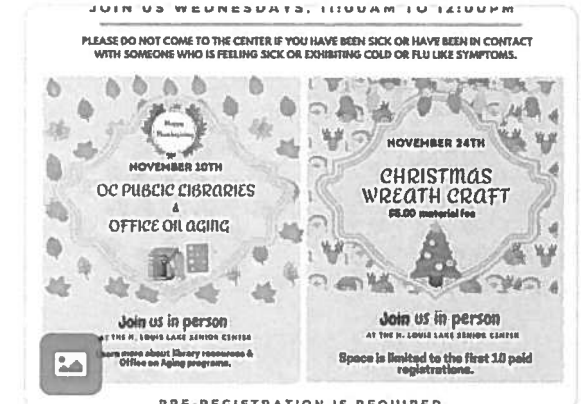 JOIN US WEDNESDAYS, 11:00AM TO 12:00PM
PLEASE DO NOT COME TO THE CENTER IF YOU HAVE BEEN SICK OR HAVE BEEN IN CONTACT
WITH SOMEONE WHO IS FEELING SICK OR EXHIBITING COLD OR FLU LIKE SYMPTOMS.
Happy
Thanksgiving
NOVEMBER 10TH
OC PUBLIC LIBRARIES
&
OFFICE ON AGING
Join us in person
AT THE H. LOUIS LAKE SENIOR CENTER
Learn more about library resources &
Office on Aging programs.
NOVEMBER 24TH
CHRISTMAS
WREATH CRAFT
$5.00 material fee
Join us in person
AT THE H. LOUIS LAKE SENIOR CENTER
Space is limited to the first 10 paid
registrations.
PRE-REGISTRATION IS REQUIRED